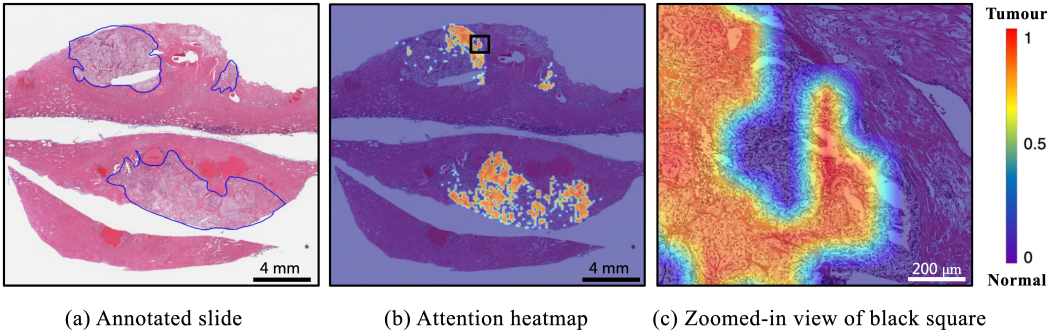 Tumour
1
0.5
0
Normal
4 mm
4 mm
200 μm
(a) Annotated slide
(b) Attention heatmap
(c) Zoomed-in view of black square